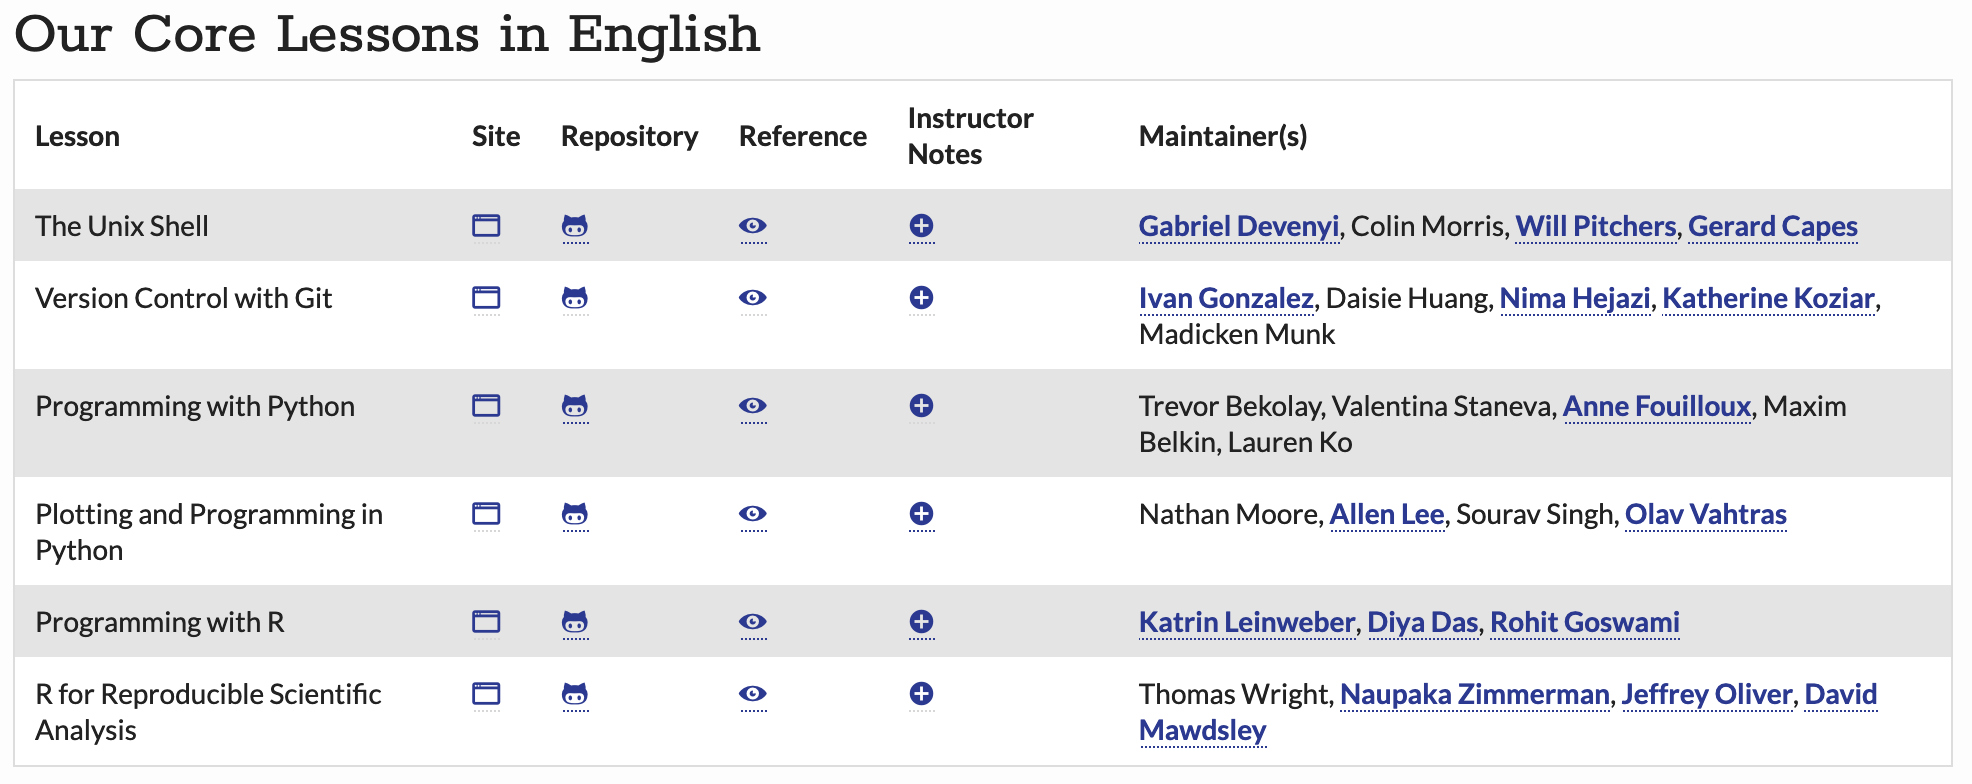 Our Core Lessons in English
Lesson Site Repository Reference Instructor Notes Maintainer(s)
The Unix Shell Gabriel Devenyi, Colin Morris, Will Pitchers, Gerard Capes
Version Control with Git Ivan Gonzalez, Daisie Huang, Nima Hejazi, Katherine Koziar,
Madicken Munk
Programming with Python Trevor Bekolay, Valentina Staneva, Anne Fouilloux, Maxim
Belkin, Lauren Ko
Plotting and Programming in Nathan Moore, Allen Lee, Sourav Singh, Olav Vahtras
Python
Programming with R Katrin Leinweber, Diya Das, Rohit Goswami
R for Reproducible Scientific Thomas Wright, Naupaka Zimmerman, Jeffrey Oliver, David
Analysis Mawdsley